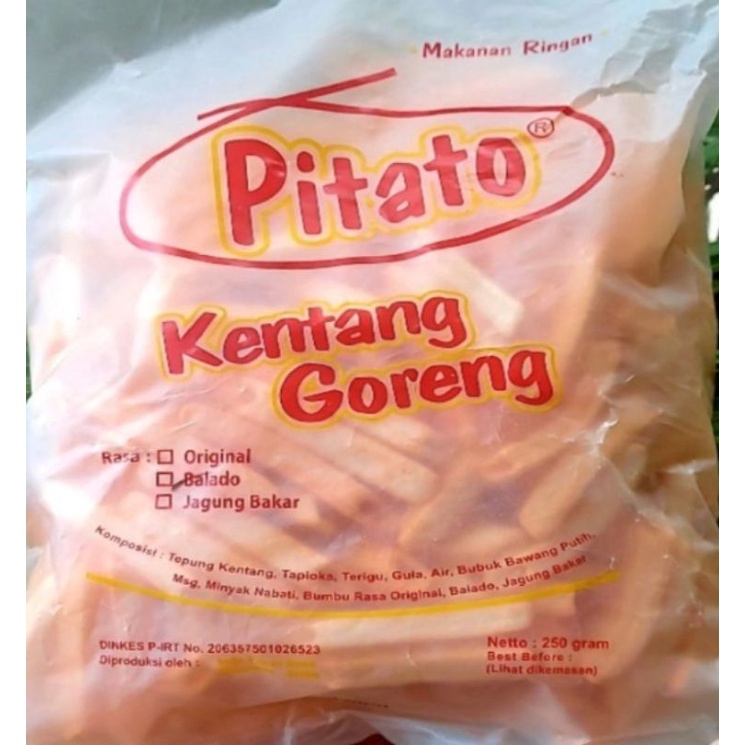 Makanan Ringan
Pitato®
Kentang
Goreng
Rasa : ☐ Original
☐ Balado
☐ Jagung Bakar
Komposisi : Tepung Kentang, Tapioka, Terigu, Gula, Air, Bubuk Bawang Putih,
Msg, Minyak Nabati, Bumbu Rasa Original, Balado, Jagung Bakar
DINKES P-IRT No. 206357501026523
Diproduksi oleh :
Netto : 250 gram
Best Before :
(Lihat dikemasan)